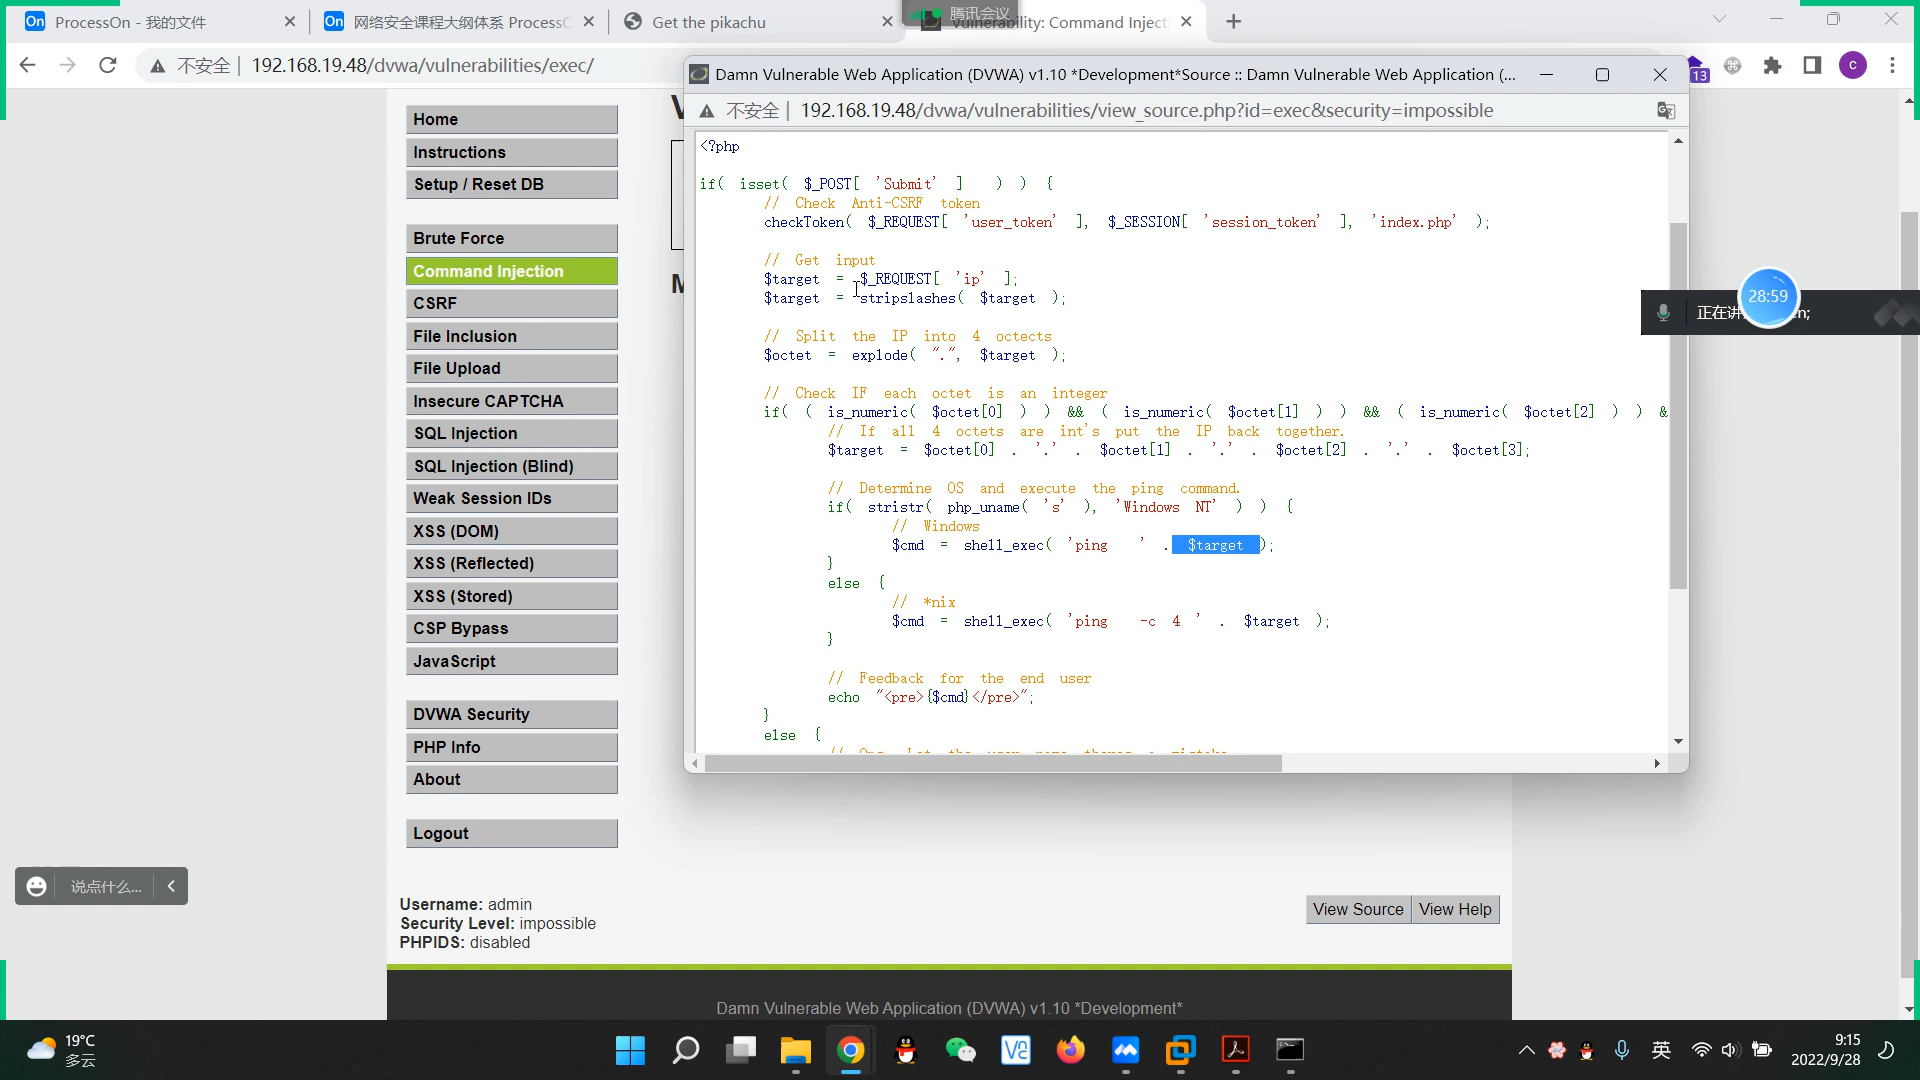 ProcessOn - 我的文件
网络安全课程大纲体系 Process
Get the pikachu
腾讯会议
Vulnerability: Command Inject
不安全 192.168.19.48/dvwa/vulnerabilities/exec/
13
c
Damn Vulnerable Web Application (DVWA) v1.10 *Development*Source :: Damn Vulnerable Web Application (...
不安全 192.168.19.48/dvwa/vulnerabilities/view_source.php?id=exec&security=impossible
Home
Instructions
Setup / Reset DB
Brute Force
Command Injection
CSRF
File Inclusion
File Upload
Insecure CAPTCHA
SQL Injection
SQL Injection (Blind)
Weak Session IDs
XSS (DOM)
XSS (Reflected)
XSS (Stored)
CSP Bypass
JavaScript
DVWA Security
PHP Info
About
Logout
<?php
if( isset( $_POST[ 'Submit' ] ) ) {
// Check Anti-CSRF token
checkToken( $_REQUEST[ 'user_token' ], $_SESSION[ 'session_token' ], 'index.php' );
// Get input
$target = $_REQUEST[ 'ip' ];
$target = stripslashes( $target );
// Split the IP into 4 octects
$octet = explode( ".", $target );
// Check IF each octet is an integer
if( ( is_numeric( $octet[0] ) ) && ( is_numeric( $octet[1] ) ) && ( is_numeric( $octet[2] ) ) &
// If all 4 octets are int's put the IP back together.
$target = $octet[0] . '.' . $octet[1] . '.' . $octet[2] . '.' . $octet[3];
// Determine OS and execute the ping command.
if( stristr( php_uname( 's' ), 'Windows NT' ) ) {
// Windows
$cmd = shell_exec( 'ping ' . $target );
}
else {
// *nix
$cmd = shell_exec( 'ping -c 4 ' . $target );
}
// Feedback for the end user
echo "<pre>{$cmd}</pre>";
}
else {
28:59
正在讲
说点什么...
Username: admin
Security Level: impossible
PHPIDS: disabled
View Source
View Help
Damn Vulnerable Web Application (DVWA) v1.10 *Development*
19°C
多云
英
9:15
2022/9/28